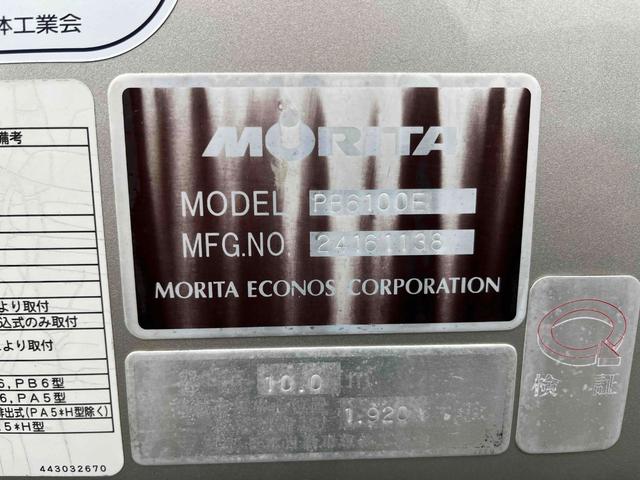 体工業会
備考
より取付
込式のみ取付
により取付
6,PB6型
6,PA5型
排出式(PA5*H型除く)
5*H型
443032670
MORITA
MODEL PB6100E
MFG.NO. 24161138
MORITA ECONOS CORPORATION
10.0 m
1.920
検証